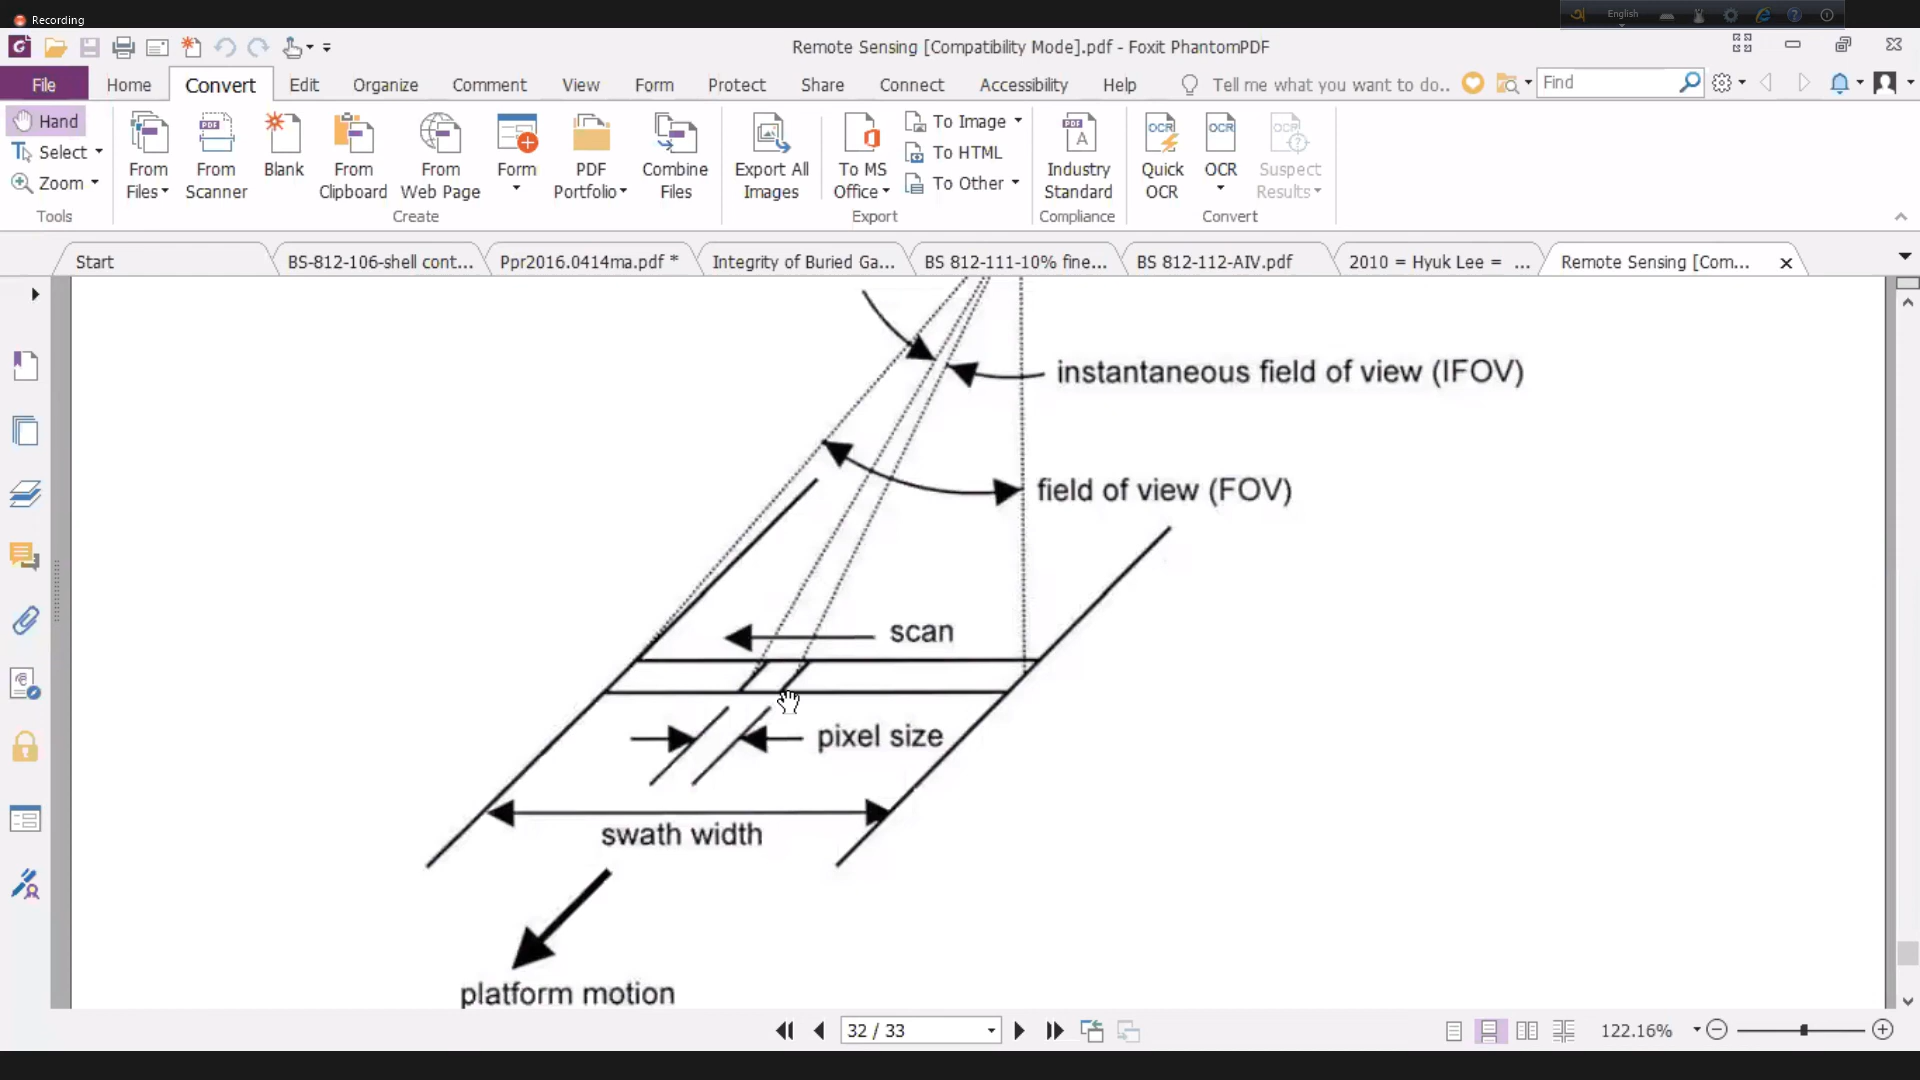 Recording
English
Remote Sensing [Compatibility Mode].pdf - Foxit PhantomPDF
File Home Convert Edit Organize Comment View Form Protect Share Connect Accessibility Help Tell me what you want to do.. Find
Hand
Select
Zoom
Tools
From Files
From Scanner
Blank
From Clipboard
From Web Page
Form
PDF Portfolio
Combine Files
Create
Export All Images
To MS Office
To Image
To HTML
To Other
Export
Industry Standard
Compliance
Quick OCR
OCR
Suspect Results
Convert
Start
BS-812-106-shell cont...
Ppr2016.0414ma.pdf *
Integrity of Buried Ga...
BS 812-111-10% fine...
BS 812-112-AIV.pdf
2010 = Hyuk Lee = ...
Remote Sensing [Com...
instantaneous field of view (IFOV)
field of view (FOV)
scan
pixel size
swath width
platform motion
32 / 33
122.16%